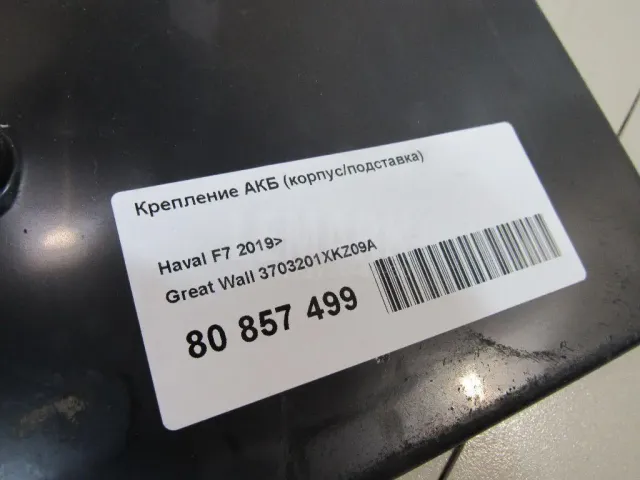 Крепление АКБ (корпус/подставка)
Haval F7 2019>
Great Wall 3703201XKZ09A
80 857 499